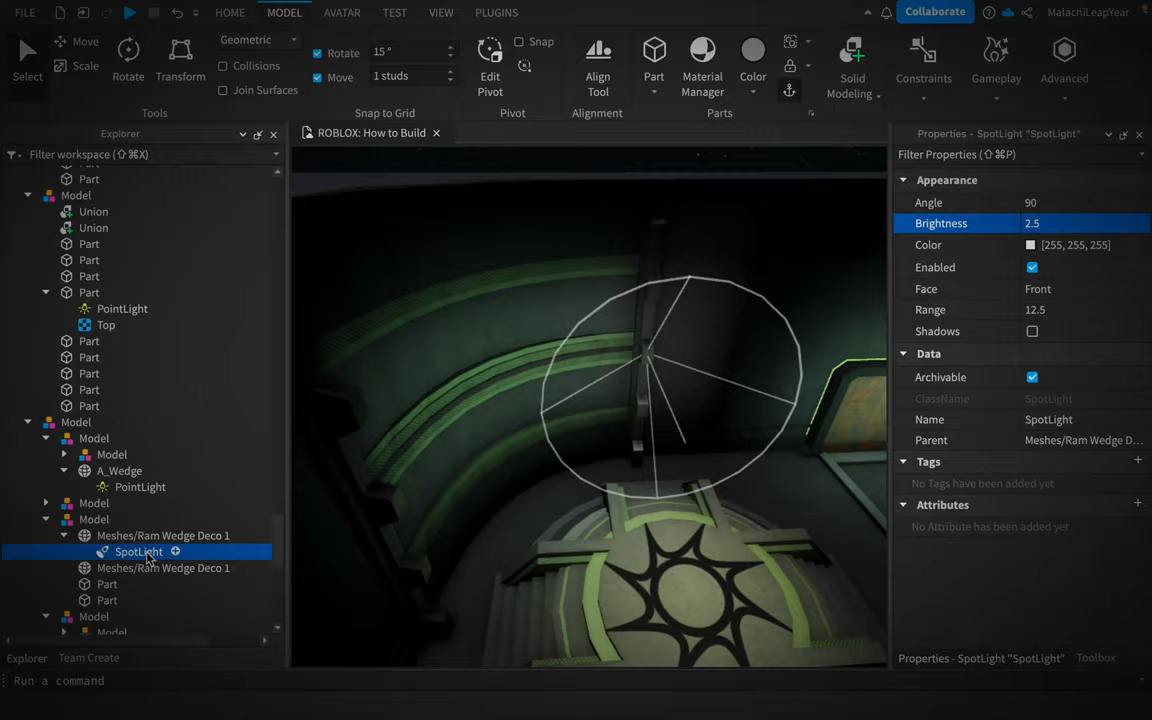 FILE HOME MODEL AVATAR TEST VIEW PLUGINS Collaborate MalachiLeapYear
Select
Move
Scale
Rotate
Transform
Geometric
Collisions
Join Surfaces
Tools
Rotate 15 °
Move 1 studs
Snap to Grid
Edit
Pivot
Snap
Pivot
Align
Tool
Alignment
Part
Material
Manager
Color
Parts
Solid
Modeling
Constraints
Gameplay
Advanced
Explorer
Filter workspace (⇧⌘X)
Part
Part
Model
Union
Union
Part
Part
Part
Part
PointLight
Top
Part
Part
Part
Part
Part
Model
Model
Model
A_Wedge
PointLight
Model
Model
Meshes/Ram Wedge Deco 1
SpotLight
Meshes/Ram Wedge Deco 1
Part
Part
Model
Model
Explorer Team Create
Run a command
ROBLOX: How to Build
Properties - SpotLight "SpotLight"
Filter Properties (⇧⌘P)
Appearance
Angle 90
Brightness 2.5
Color [255, 255, 255]
Enabled
Face Front
Range 12.5
Shadows
Data
Archivable
ClassName SpotLight
Name SpotLight
Parent Meshes/Ram Wedge D...
Tags
No Tags have been added yet
Attributes
No Attribute has been added yet
Properties - SpotLight "SpotLight" Toolbox